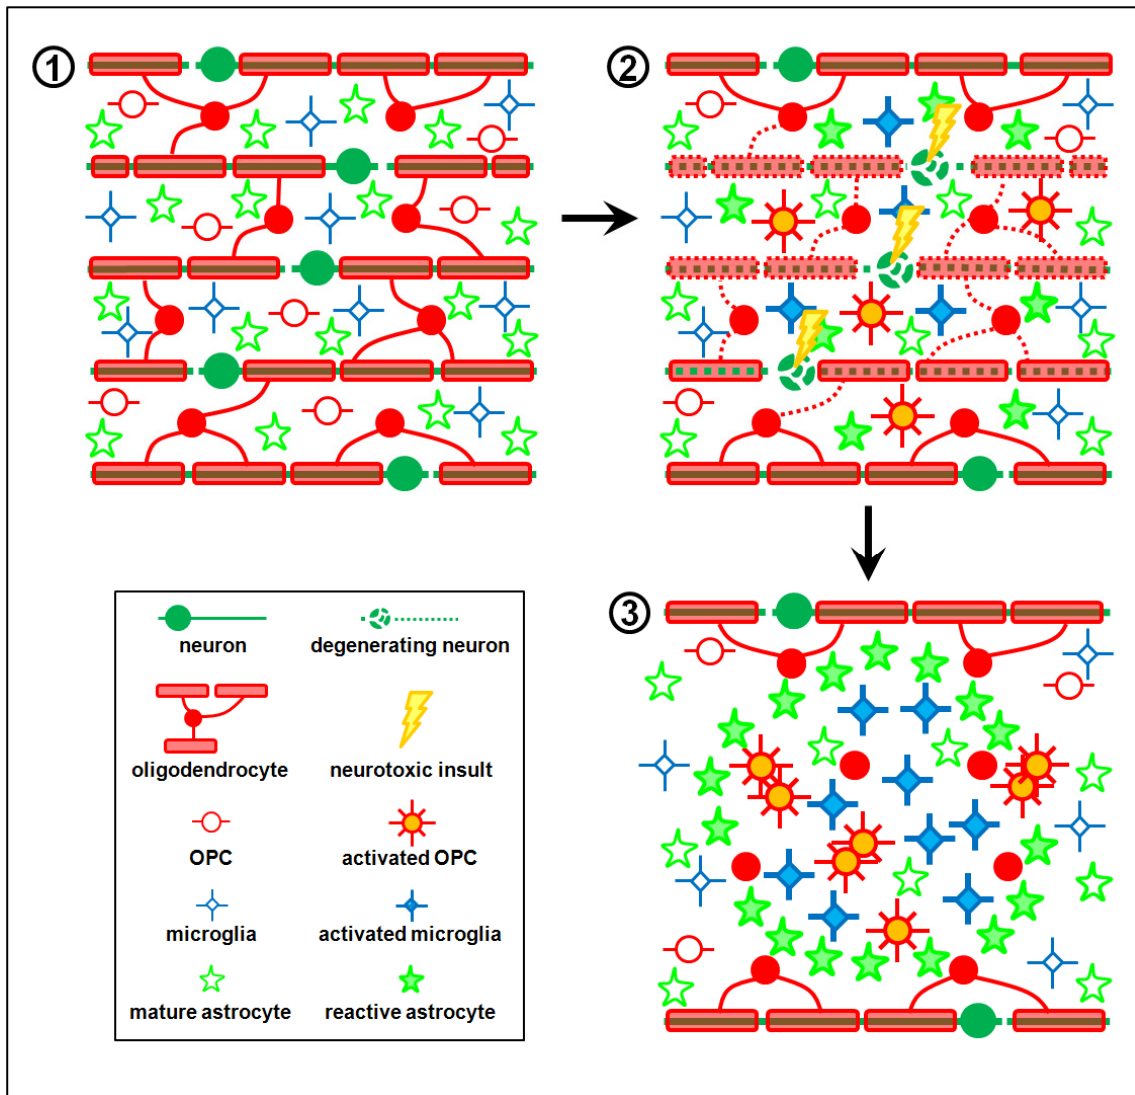 1
2
3
neuron
degenerating neuron
oligodendrocyte
neurotoxic insult
OPC
activated OPC
microglia
activated microglia
mature astrocyte
reactive astrocyte